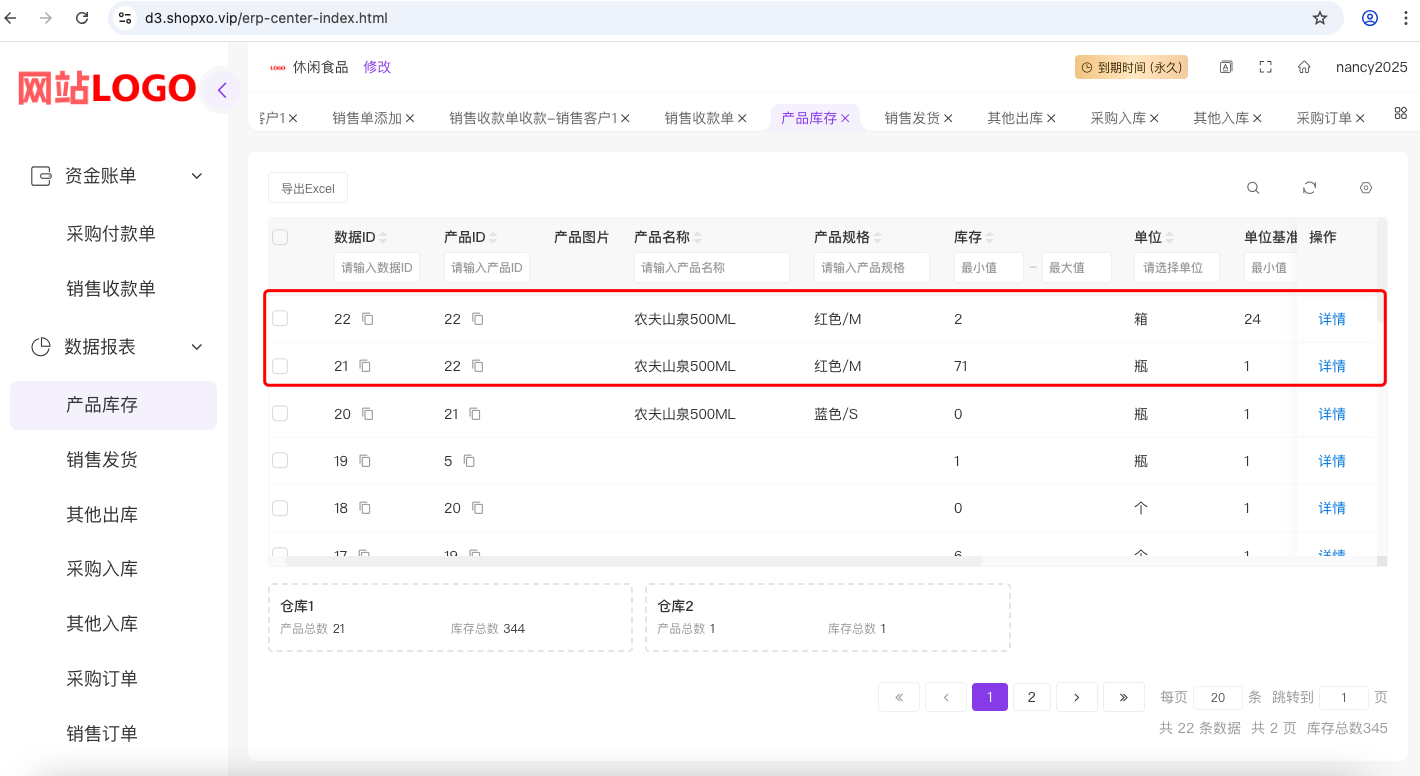 d3.shopxo.vip/erp-center-index.html
网站LOGO
LOGO 休闲食品 修改
到期时间 (永久)
nancy2025
客户1 销售单添加 销售收款单收款-销售客户1 销售收款单 产品库存 销售发货 其他出库 采购入库 其他入库 采购订单
资金账单
采购付款单
销售收款单
数据报表
产品库存
销售发货
其他出库
采购入库
其他入库
采购订单
销售订单
导出Excel
数据ID 产品ID 产品图片 产品名称 产品规格 库存 单位 单位基准 操作
请输入数据ID 请输入产品ID 请输入产品名称 请输入产品规格 最小值 ~ 最大值 请选择单位 最小值
22 22 农夫山泉500ML 红色/M 2 箱 24 详情
21 22 农夫山泉500ML 红色/M 71 瓶 1 详情
20 21 农夫山泉500ML 蓝色/S 0 瓶 1 详情
19 5 1 瓶 1 详情
18 20 0 个 1 详情
17 19 6 个 1 详情
仓库1
产品总数 21 库存总数 344
仓库2
产品总数 1 库存总数 1
« ‹ 1 2 › » 每页 20 条 跳转到 1 页
共 22 条数据 共 2 页 库存总数345